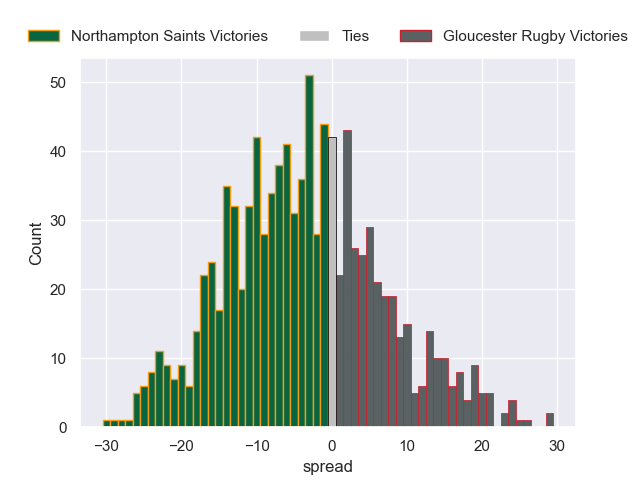 Northampton Saints Victories Ties Gloucester Rugby Victories
50
40
30
20
10
0
Count
−30 −20 −10 0 10 20 30
spread